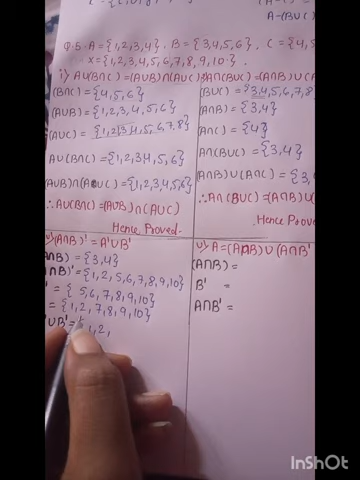 A-(BUC)
Q.5. A = {1,2,3,4}, B = {3,4,5,6}, C = {4,5,
X = {1,2,3,4,5,6,7,8,9,10}.
i) AU(B∩C) = (AUB)∩(AUC)
(B∩C) = {4,5,6}
(AUB) = {1,2,3,4,5,6}
(AUC) = {1,2,3,4,5,6,7,8}
AU(B∩C) = {1,2,3,4,5,6}
(AUB)∩(AUC) = {1,2,3,4,5,6}
∴ AU(B∩C) = (AUB)∩(AUC)
Hence Proved.
A∩(BUC) = (A∩B)U(A
(BUC) = {3,4,5,6,7,8
(A∩B) = {3,4}
(A∩C) = {4}
A∩(BUC) = {3,4}
(A∩B)U(A∩C) = {3,
∴ A∩(BUC) = (A∩B)U(
Hence Prove
(A∩B)' = A'UB'
A∩B) = {3,4}
∩B)' = {1,2,5,6,7,8,9,10}
' = {5,6,7,8,9,10}
= {1,2,7,8,9,10}
'UB' = {1,2,
v) A = (A∩B)U(A∩B'
(A∩B) =
B' =
A∩B' =
InShOt